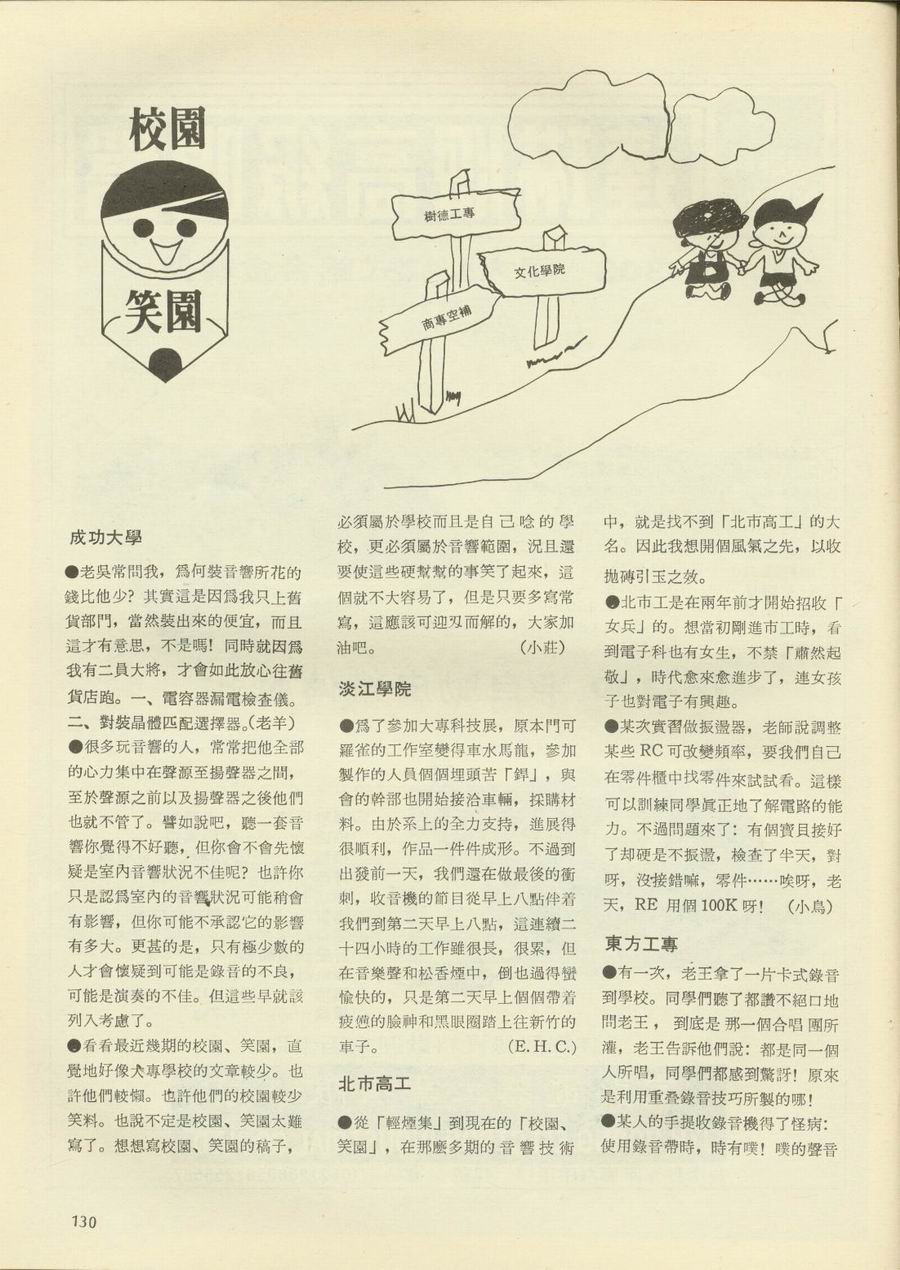 校園
笑園
樹德工專
文化學院
商專空補
成功大學
●老吳常問我，爲何裝音響所花的
錢比他少？其實這是因爲我只上舊
貨部門，當然裝出來的便宜，而且
這才有意思，不是嗎！同時就因爲
我有二員大將，才會如此放心往舊
貨店跑。一、電容器漏電檢查儀。
二、對裝晶體匹配選擇器。(老羊)
●很多玩音響的人，常常把他全部
的心力集中在聲源至揚聲器之間，
至於聲源之前以及揚聲器之後他們
也就不管了。譬如說吧，聽一套音
響你覺得不好聽，但你會不會先懷
疑是室內音響狀況不佳呢？也許你
只是認爲室內的音響狀況可能稍會
有影響，但你可能不承認它的影響
有多大。更甚的是，只有極少數的
人才會懷疑到可能是錄音的不良，
可能是演奏的不佳。但這些早就該
列入考慮了。
●看看最近幾期的校園、笑園，直
覺地好像大專學校的文章較少。也
許他們較懶。也許他們的校園較少
笑料。也說不定是校園、笑園太難
寫了。想想寫校園、笑園的稿子，
必須屬於學校而且是自己唸的學
校，更必須屬於音響範圍，況且還
要使這些硬幫幫的事笑了起來，這
個就不大容易了，但是只要多寫常
寫，這應該可迎刃而解的，大家加
油吧。 (小莊)
淡江學院
●爲了參加大專科技展，原本門可
羅雀的工作室變得車水馬龍，參加
製作的人員個個埋頭苦「銲」，與
會的幹部也開始接洽車輛，採購材
料。由於系上的全力支持，進展得
很順利，作品一件件成形。不過到
出發前一天，我們還在做最後的衝
刺，收音機的節目從早上八點伴着
我們到第二天早上八點，這連續二
十四小時的工作雖很長，很累，但
在音樂聲和松香煙中，倒也過得蠻
愉快的，只是第二天早上個個帶着
疲憊的臉神和黑眼圈踏上往新竹的
車子。 (E.H.C.)
北市高工
●從「輕煙集」到現在的「校園、
笑園」，在那麽多期的音響技術
中，就是找不到「北市高工」的大
名。因此我想開個風氣之先，以收
拋磚引玉之效。
●北市工是在兩年前才開始招收「
女兵」的。想當初剛進市工時，看
到電子科也有女生，不禁「肅然起
敬」，時代愈來愈進步了，連女孩
子也對電子有興趣。
●某次實習做振盪器，老師說調整
某些RC可改變頻率，要我們自己
在零件櫃中找零件來試試看。這樣
可以訓練同學眞正地了解電路的能
力。不過問題來了：有個寶貝接好
了却硬是不振盪，檢查了半天，對
呀，沒接錯嘛，零件……唉呀，老
天，RE 用個100K呀！ (小鳥)
東方工專
●有一次，老王拿了一片卡式錄音
到學校。同學們聽了都讚不絕口地
問老王，到底是那一個合唱團所
灌，老王告訴他們說：都是同一個
人所唱，同學們都感到驚訝！原來
是利用重疊錄音技巧所製的哪！
●某人的手提收錄音機得了怪病：
使用錄音帶時，時有噗！噗的聲音
130